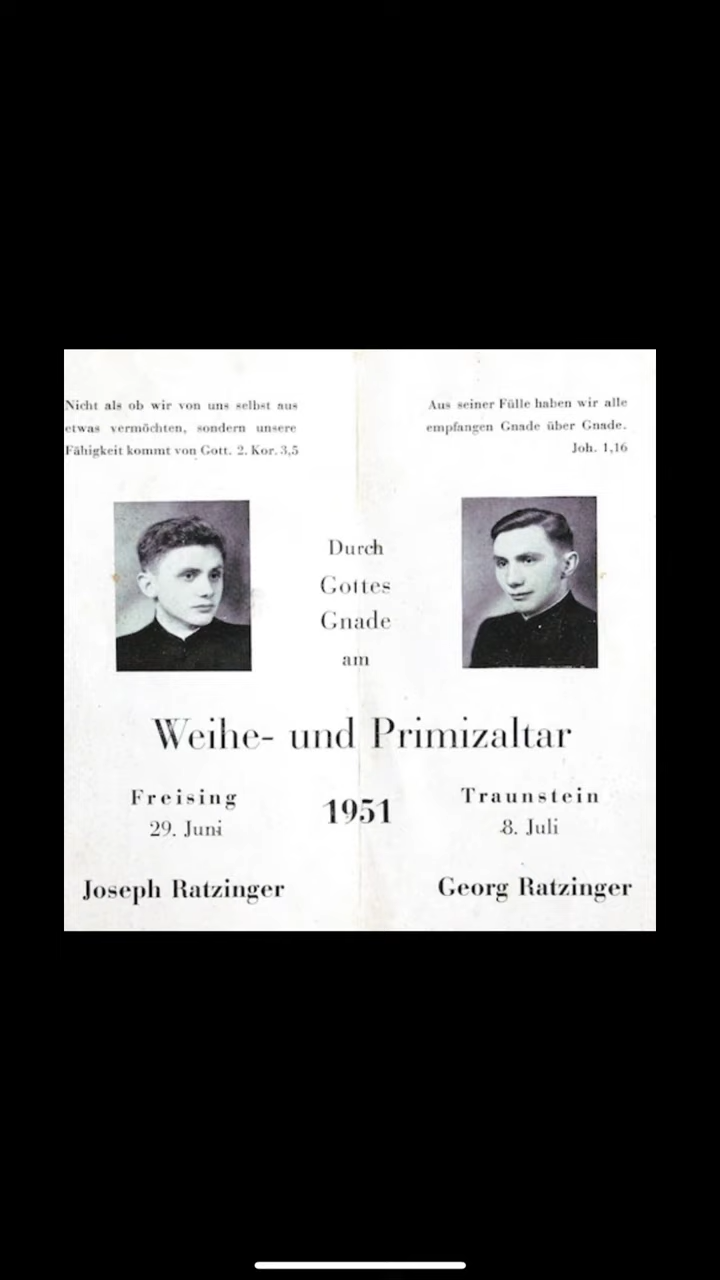 Nicht als ob wir von uns selbst aus
etwas vermöchten, sondern unsere
Fähigkeit kommt von Gott. 2. Kor. 3,5
Aus seiner Fülle haben wir alle
empfangen Gnade über Gnade.
Joh. 1,16
Durch
Gottes
Gnade
am
Weihe- und Primizaltar
Freising
29. Juni
1951
Traunstein
8. Juli
Joseph Ratzinger
Georg Ratzinger